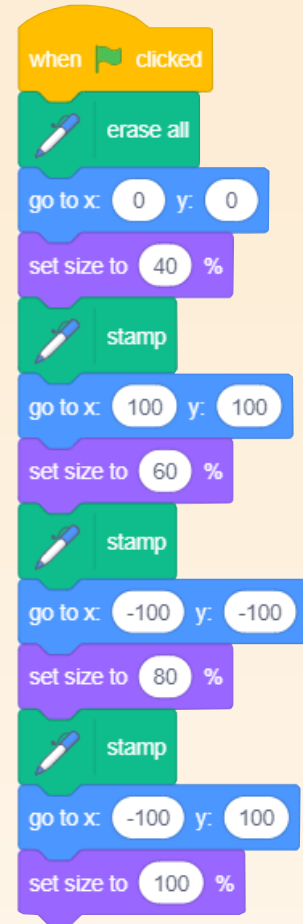 when clicked
erase all
go to x: 0 y: 0
set size to 40 %
stamp
go to x: 100 y: 100
set size to 60 %
stamp
go to x: -100 y: -100
set size to 80 %
stamp
go to x: -100 y: 100
set size to 100 %